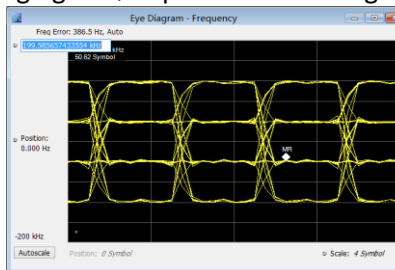 Eye Diagram - Frequency
Freq Error: 386.5 Hz, Auto
199.585657433554 kHz
kHz
50.62 Symbol
MR
Position:
0.000 Hz
-200 kHz
Autoscale
Position: 0 Symbol
Scale: 4 Symbol